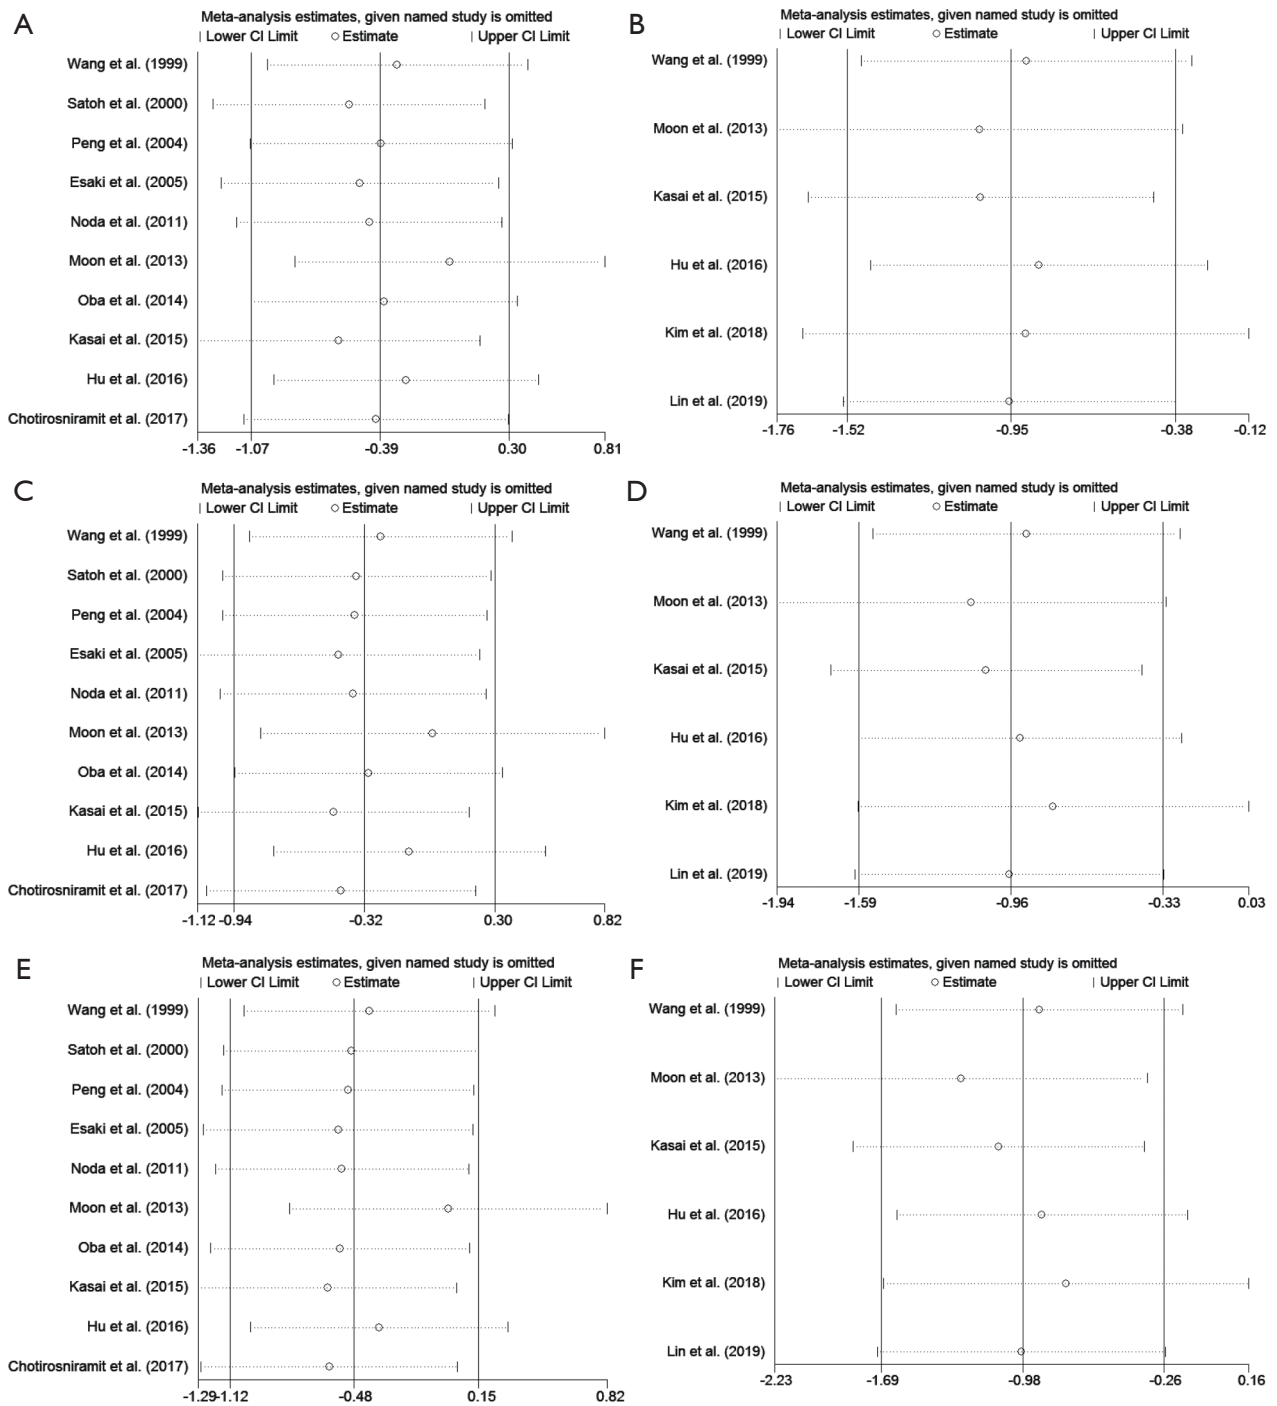 A
Meta-analysis estimates, given named study is omitted
| Lower CI Limit ○ Estimate | Upper CI Limit
Wang et al. (1999)
Satoh et al. (2000)
Peng et al. (2004)
Esaki et al. (2005)
Noda et al. (2011)
Moon et al. (2013)
Oba et al. (2014)
Kasai et al. (2015)
Hu et al. (2016)
Chotirosniramit et al. (2017)
-1.36 -1.07 -0.39 0.30 0.81
B
Meta-analysis estimates, given named study is omitted
| Lower CI Limit ○ Estimate | Upper CI Limit
Wang et al. (1999)
Moon et al. (2013)
Kasai et al. (2015)
Hu et al. (2016)
Kim et al. (2018)
Lin et al. (2019)
-1.76 -1.52 -0.95 -0.38 -0.12
C
Meta-analysis estimates, given named study is omitted
| Lower CI Limit ○ Estimate | Upper CI Limit
Wang et al. (1999)
Satoh et al. (2000)
Peng et al. (2004)
Esaki et al. (2005)
Noda et al. (2011)
Moon et al. (2013)
Oba et al. (2014)
Kasai et al. (2015)
Hu et al. (2016)
Chotirosniramit et al. (2017)
-1.12 -0.94 -0.32 0.30 0.82
D
Meta-analysis estimates, given named study is omitted
| Lower CI Limit ○ Estimate | Upper CI Limit
Wang et al. (1999)
Moon et al. (2013)
Kasai et al. (2015)
Hu et al. (2016)
Kim et al. (2018)
Lin et al. (2019)
-1.94 -1.59 -0.96 -0.33 0.03
E
Meta-analysis estimates, given named study is omitted
| Lower CI Limit ○ Estimate | Upper CI Limit
Wang et al. (1999)
Satoh et al. (2000)
Peng et al. (2004)
Esaki et al. (2005)
Noda et al. (2011)
Moon et al. (2013)
Oba et al. (2014)
Kasai et al. (2015)
Hu et al. (2016)
Chotirosniramit et al. (2017)
-1.29 -1.12 -0.48 0.15 0.82
F
Meta-analysis estimates, given named study is omitted
| Lower CI Limit ○ Estimate | Upper CI Limit
Wang et al. (1999)
Moon et al. (2013)
Kasai et al. (2015)
Hu et al. (2016)
Kim et al. (2018)
Lin et al. (2019)
-2.23 -1.69 -0.98 -0.26 0.16